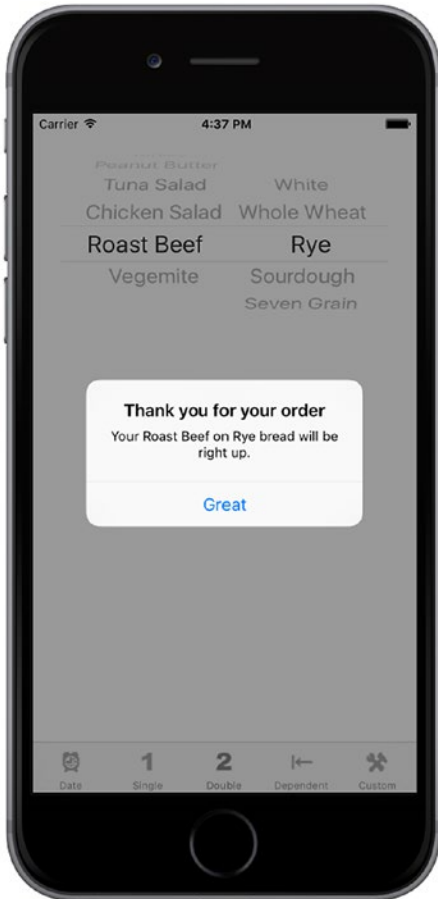 Carrier 4:37 PM
Peanut Butter
Tuna Salad White
Chicken Salad Whole Wheat
Roast Beef Rye
Vegemite Sourdough
Seven Grain
Thank you for your order
Your Roast Beef on Rye bread will be
right up.
Great
1 2
Date Single Double Dependent Custom